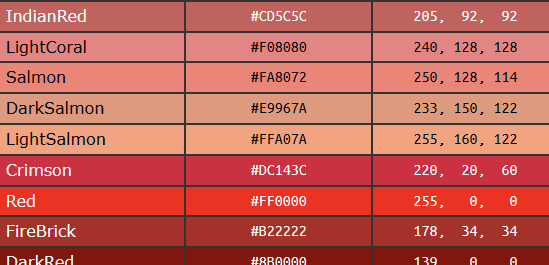 IndianRed #CD5C5C 205, 92, 92
LightCoral #F08080 240, 128, 128
Salmon #FA8072 250, 128, 114
DarkSalmon #E9967A 233, 150, 122
LightSalmon #FFA07A 255, 160, 122
Crimson #DC143C 220, 20, 60
Red #FF0000 255, 0, 0
FireBrick #B22222 178, 34, 34
DarkRed #8B0000 139, 0, 0